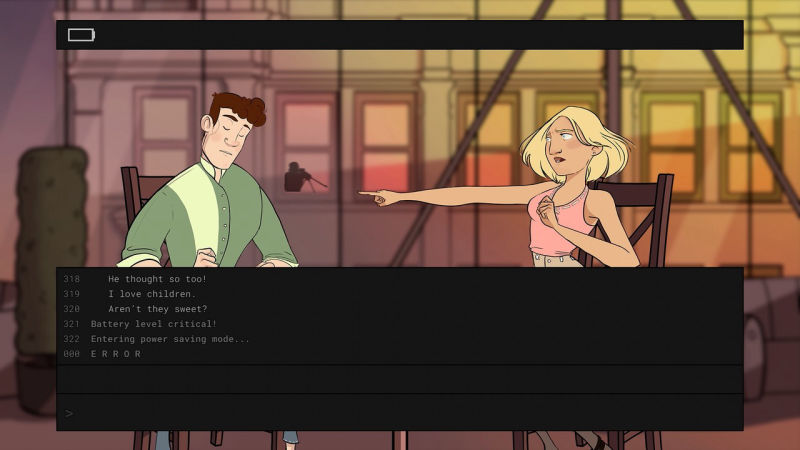 318 He thought so too!
319 I love children.
320 Aren't they sweet?
321 Battery level critical!
322 Entering power saving mode...
000 E R R O R
>